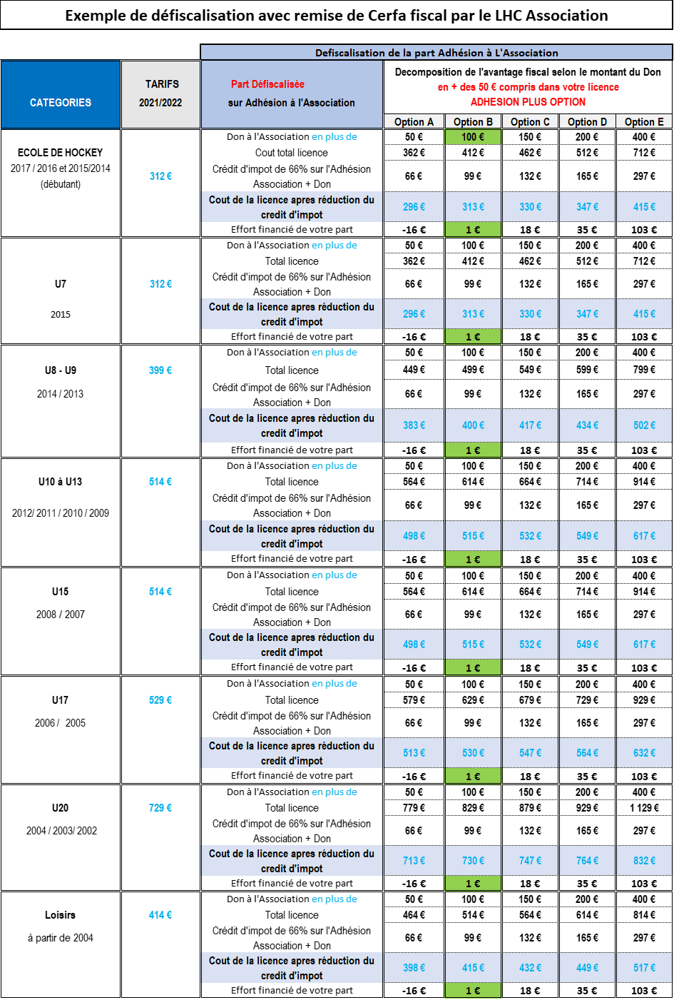 Exemple de défiscalisation avec remise de Cerfa fiscal par le LHC Association
Defiscalisation de la part Adhésion à L'Association
CATEGORIES
TARIFS
2021/2022
Part Défiscalisée
sur Adhésion à l'Association
Decomposition de l'avantage fiscal selon le montant du Don
en + des 50 € compris dans votre licence
ADHESION PLUS OPTION
Option A Option B Option C Option D Option E
ECOLE DE HOCKEY
2017 / 2016 et 2015/2014
(débutant)
312 €
Don à l'Association en plus de 50 € 100 € 150 € 200 € 400 €
Cout total licence 362 € 412 € 462 € 512 € 712 €
Crédit d'impot de 66% sur l'Adhésion
Association + Don 66 € 99 € 132 € 165 € 297 €
Cout de la licence apres réduction du
credit d'impot 296 € 313 € 330 € 347 € 415 €
Effort financié de votre part -16 € 1 € 18 € 35 € 103 €
U7
2015
312 €
Don à l'Association en plus de 50 € 100 € 150 € 200 € 400 €
Total licence 362 € 412 € 462 € 512 € 712 €
Crédit d'impot de 66% sur l'Adhésion
Association + Don 66 € 99 € 132 € 165 € 297 €
Cout de la licence apres réduction du
credit d'impot 296 € 313 € 330 € 347 € 415 €
Effort financié de votre part -16 € 1 € 18 € 35 € 103 €
U8 - U9
2014 / 2013
399 €
Don à l'Association en plus de 50 € 100 € 150 € 200 € 400 €
Total licence 449 € 499 € 549 € 599 € 799 €
Crédit d'impot de 66% sur l'Adhésion
Association + Don 66 € 99 € 132 € 165 € 297 €
Cout de la licence apres réduction du
credit d'impot 383 € 400 € 417 € 434 € 502 €
Effort financié de votre part -16 € 1 € 18 € 35 € 103 €
U10 à U13
2012/ 2011 / 2010 / 2009
514 €
Don à l'Association en plus de 50 € 100 € 150 € 200 € 400 €
Total licence 564 € 614 € 664 € 714 € 914 €
Crédit d'impot de 66% sur l'Adhésion
Association + Don 66 € 99 € 132 € 165 € 297 €
Cout de la licence apres réduction du
credit d'impot 498 € 515 € 532 € 549 € 617 €
Effort financié de votre part -16 € 1 € 18 € 35 € 103 €
U15
2008 / 2007
514 €
Don à l'Association en plus de 50 € 100 € 150 € 200 € 400 €
Total licence 564 € 614 € 664 € 714 € 914 €
Crédit d'impot de 66% sur l'Adhésion
Association + Don 66 € 99 € 132 € 165 € 297 €
Cout de la licence apres réduction du
credit d'impot 498 € 515 € 532 € 549 € 617 €
Effort financié de votre part -16 € 1 € 18 € 35 € 103 €
U17
2006 / 2005
529 €
Don à l'Association en plus de 50 € 100 € 150 € 200 € 400 €
Total licence 579 € 629 € 679 € 729 € 929 €
Crédit d'impot de 66% sur l'Adhésion
Association + Don 66 € 99 € 132 € 165 € 297 €
Cout de la licence apres réduction du
credit d'impot 513 € 530 € 547 € 564 € 632 €
Effort financié de votre part -16 € 1 € 18 € 35 € 103 €
U20
2004 / 2003/ 2002
729 €
Don à l'Association en plus de 50 € 100 € 150 € 200 € 400 €
Total licence 779 € 829 € 879 € 929 € 1 129 €
Crédit d'impot de 66% sur l'Adhésion
Association + Don 66 € 99 € 132 € 165 € 297 €
Cout de la licence apres réduction du
credit d'impot 713 € 730 € 747 € 764 € 832 €
Effort financié de votre part -16 € 1 € 18 € 35 € 103 €
Loisirs
à partir de 2004
414 €
Don à l'Association en plus de 50 € 100 € 150 € 200 € 400 €
Total licence 464 € 514 € 564 € 614 € 814 €
Crédit d'impot de 66% sur l'Adhésion
Association + Don 66 € 99 € 132 € 165 € 297 €
Cout de la licence apres réduction du
credit d'impot 398 € 415 € 432 € 449 € 517 €
Effort financié de votre part -16 € 1 € 18 € 35 € 103 €